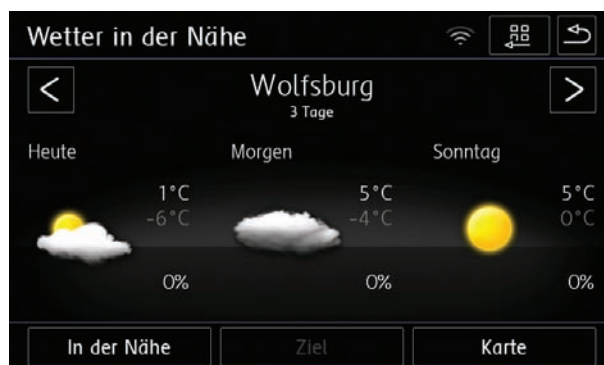 Wetter in der Nähe
Wolfsburg
3 Tage
Heute Morgen Sonntag
1°C 5°C 5°C
-6°C -4°C 0°C
0% 0% 0%
In der Nähe Ziel Karte